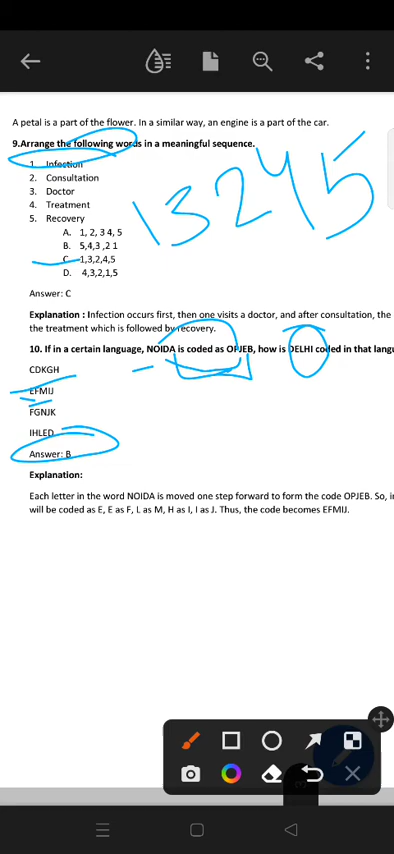 A petal is a part of the flower. In a similar way, an engine is a part of the car.
9.Arrange the following words in a meaningful sequence.
1. Infection
2. Consultation
3. Doctor
4. Treatment
5. Recovery
A. 1, 2, 3 4, 5
B. 5,4,3 ,2 1
C. 1,3,2,4,5
D. 4,3,2,1,5
13245
Answer: C
Explanation : Infection occurs first, then one visits a doctor, and after consultation, the
the treatment which is followed by recovery.
10. If in a certain language, NOIDA is coded as OPJEB, how is DELHI coded in that
CDKGH
EFMIJ
FGNJK
IHLED
Answer: B
Explanation:
Each letter in the word NOIDA is moved one step forward to form the code OPJEB. So,
will be coded as E, E as F, L as M, H as I, I as J. Thus, the code becomes EFMIJ.